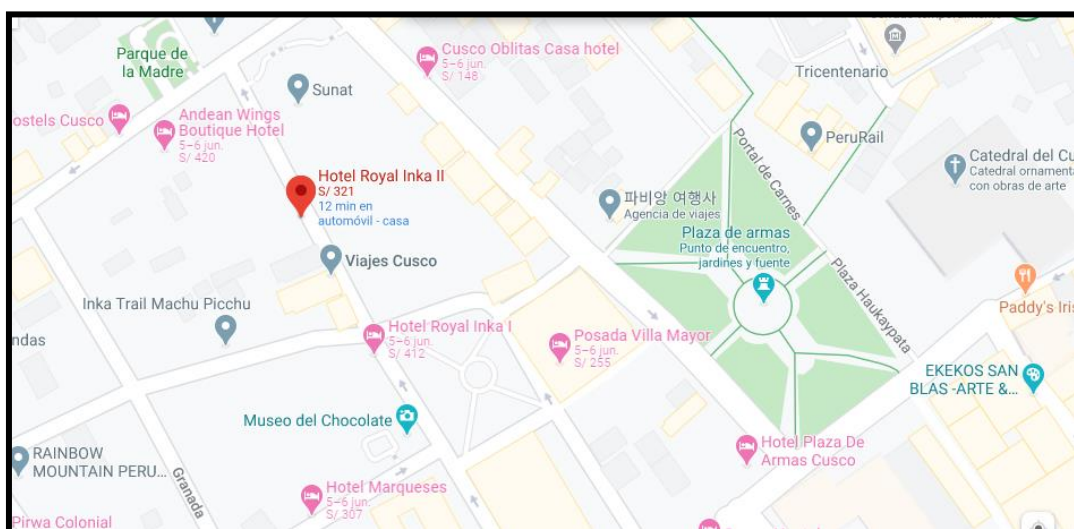 Parque de
la Madre
Sunat
Cusco Oblitas Casa hotel
5–6 jun.
S/ 148
Tricentenario
PeruRail
ostels Cusco
Andean Wings
Boutique Hotel
5–6 jun.
S/ 420
Portal de Carnes
Catedral del Cu
Catedral ornamenta
con obras de arte
Hotel Royal Inka II
S/ 321
12 min en
automóvil - casa
파비앙 여행사
Agencia de viajes
Plaza de armas
Punto de encuentro,
jardines y fuente
Viajes Cusco
Plaza Haukaypata
Inka Trail Machu Picchu
Paddy's Iris
ndas
Hotel Royal Inka I
5–6 jun.
S/ 412
Posada Villa Mayor
5–6 jun.
S/ 255
EKEKOS SAN
BLAS -ARTE &...
Museo del Chocolate
Hotel Plaza De
Armas Cusco
RAINBOW
MOUNTAIN PERU...
Granada
Hotel Marqueses
5–6 jun.
S/ 307
Pirwa Colonial